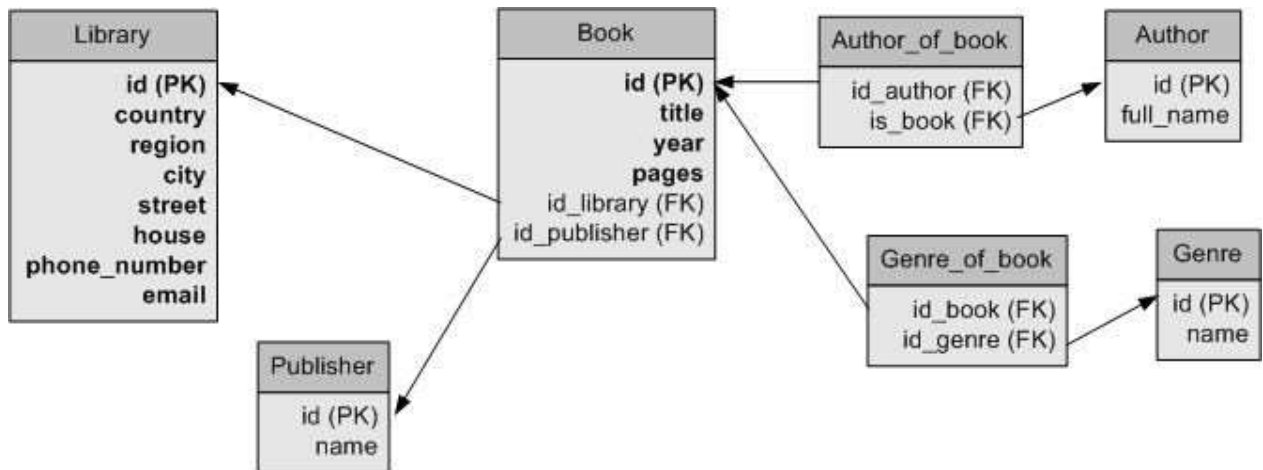 Library
id (PK)
country
region
city
street
house
phone_number
email
Book
id (PK)
title
year
pages
id_library (FK)
id_publisher (FK)
Author_of_book
id_author (FK)
is_book (FK)
Author
id (PK)
full_name
Genre_of_book
id_book (FK)
id_genre (FK)
Genre
id (PK)
name
Publisher
id (PK)
name